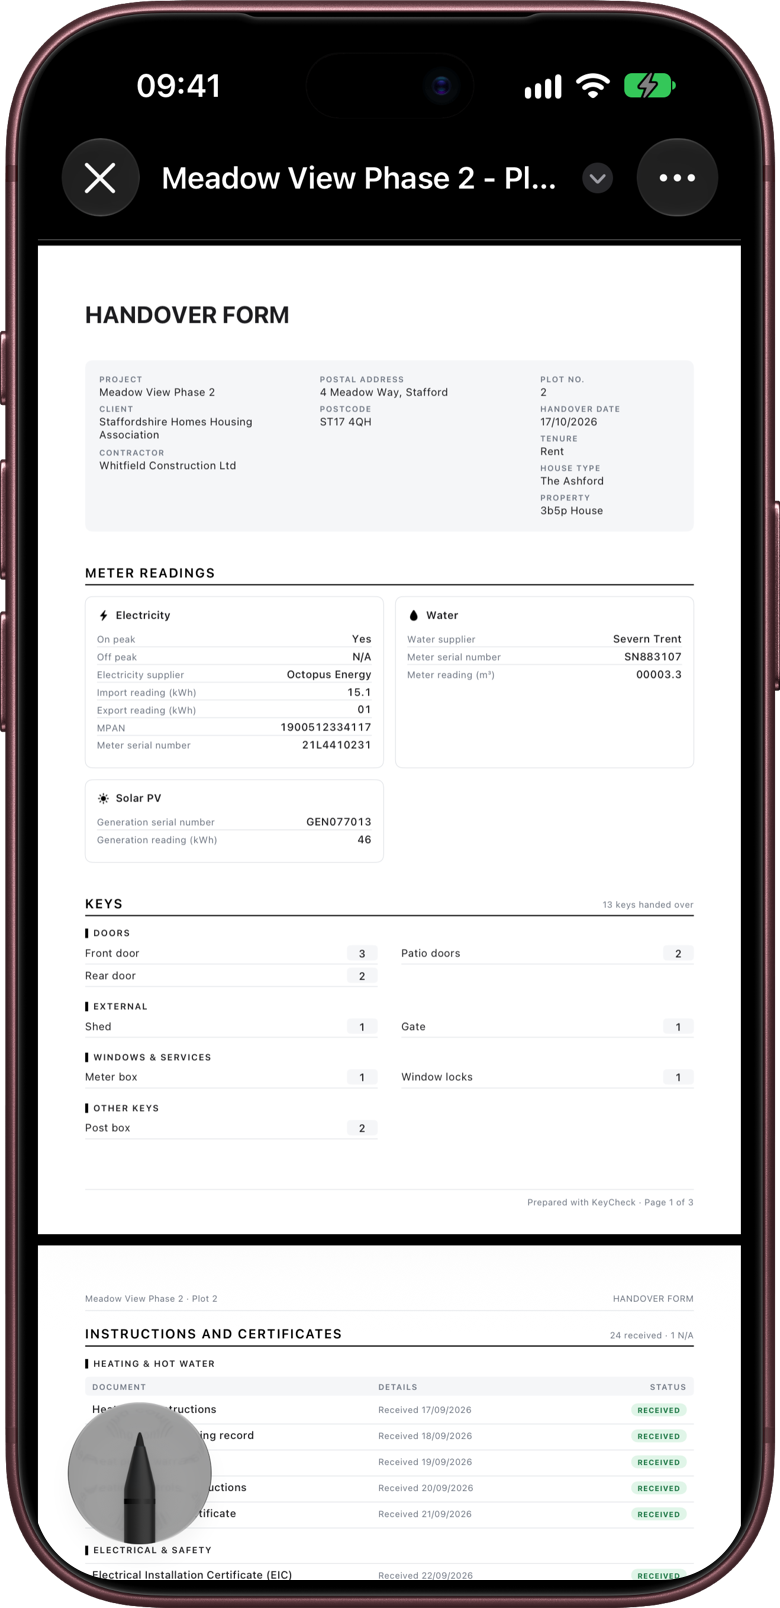 09:41
Meadow View Phase 2 - Pl...
HANDOVER FORM
PROJECT
Meadow View Phase 2
CLIENT
Staffordshire Homes Housing
Association
CONTRACTOR
Whitfield Construction Ltd
POSTAL ADDRESS
4 Meadow Way, Stafford
POSTCODE
ST17 4QH
PLOT NO.
2
HANDOVER DATE
17/10/2026
TENURE
Rent
HOUSE TYPE
The Ashford
PROPERTY
3b5p House
METER READINGS
Electricity
On peak Yes
Off peak N/A
Electricity supplier Octopus Energy
Import reading (kWh) 15.1
Export reading (kWh) 01
MPAN 1900512334117
Meter serial number 21L4410231
Water
Water supplier Severn Trent
Meter serial number SN883107
Meter reading (m³) 00003.3
Solar PV
Generation serial number GEN077013
Generation reading (kWh) 46
KEYS 13 keys handed over
DOORS
Front door 3 Patio doors 2
Rear door 2
EXTERNAL
Shed 1 Gate 1
WINDOWS & SERVICES
Meter box 1 Window locks 1
OTHER KEYS
Post box 2
Prepared with KeyCheck · Page 1 of 3
Meadow View Phase 2 · Plot 2 HANDOVER FORM
INSTRUCTIONS AND CERTIFICATES 24 received · 1 N/A
HEATING & HOT WATER
DOCUMENT DETAILS STATUS
Received 17/09/2026 RECEIVED
record Received 18/09/2026 RECEIVED
Received 19/09/2026 RECEIVED
Received 20/09/2026 RECEIVED
Received 21/09/2026 RECEIVED
ELECTRICAL & SAFETY
Electrical Installation Certificate (EIC) Received 22/09/2026 RECEIVED